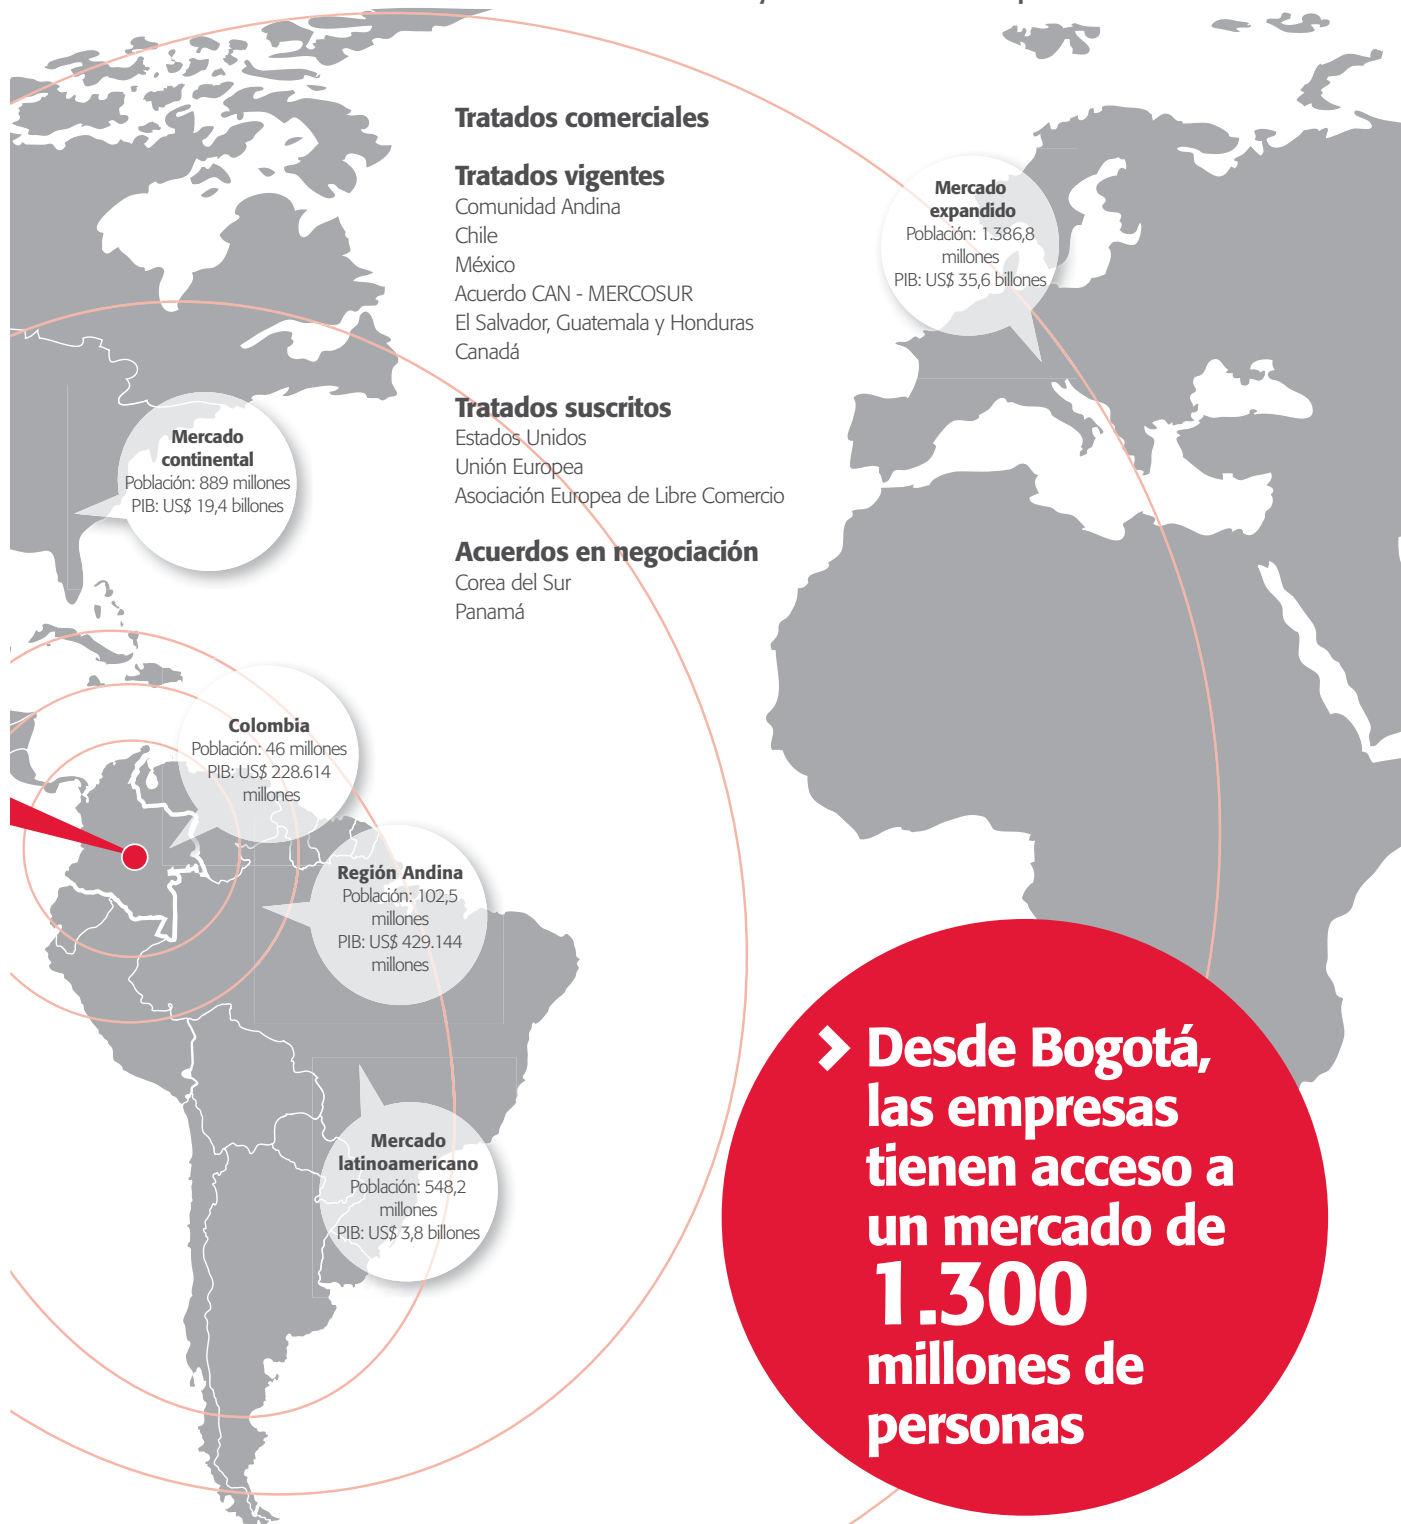 Tratados comerciales
Tratados vigentes
Comunidad Andina
Chile
México
Acuerdo CAN - MERCOSUR
El Salvador, Guatemala y Honduras
Canadá
Tratados suscritos
Estados Unidos
Unión Europea
Asociación Europea de Libre Comercio
Acuerdos en negociación
Corea del Sur
Panamá
Mercado
expandido
Población: 1.386,8
millones
PIB: US$ 35,6 billones
Mercado
continental
Población: 889 millones
PIB: US$ 19,4 billones
Colombia
Población: 46 millones
PIB: US$ 228.614
millones
Región Andina
Población: 102,5
millones
PIB: US$ 429.144
millones
Mercado
latinoamericano
Población: 548,2
millones
PIB: US$ 3,8 billones
Desde Bogotá,
las empresas
tienen acceso a
un mercado de
1.300
millones de
personas